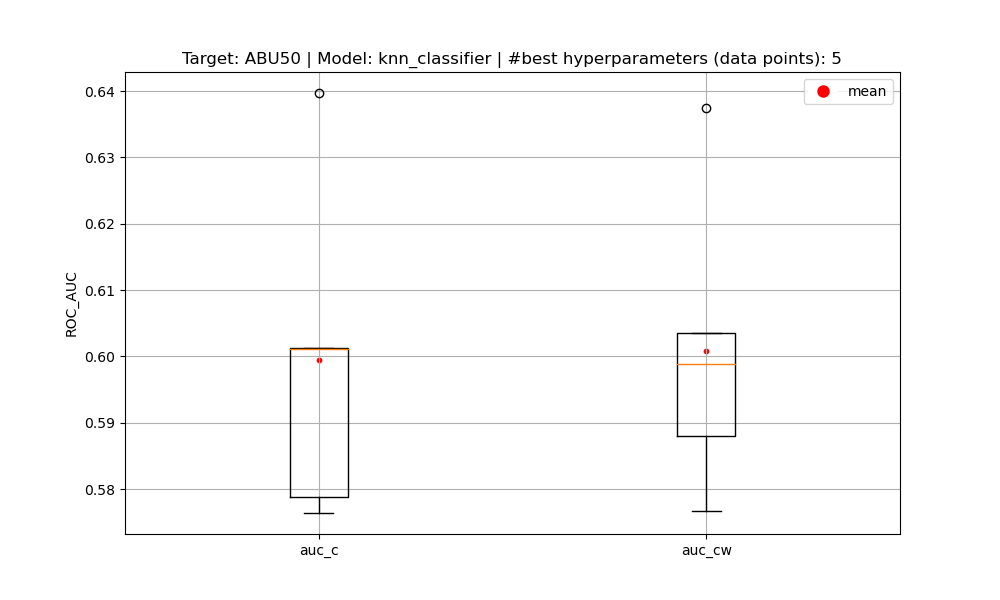 Target: ABU50 | Model: knn_classifier | #best hyperparameters (data points): 5
mean
0.64
0.63
0.62
0.61
0.60
0.59
0.58
ROC_AUC
auc_c
auc_cw